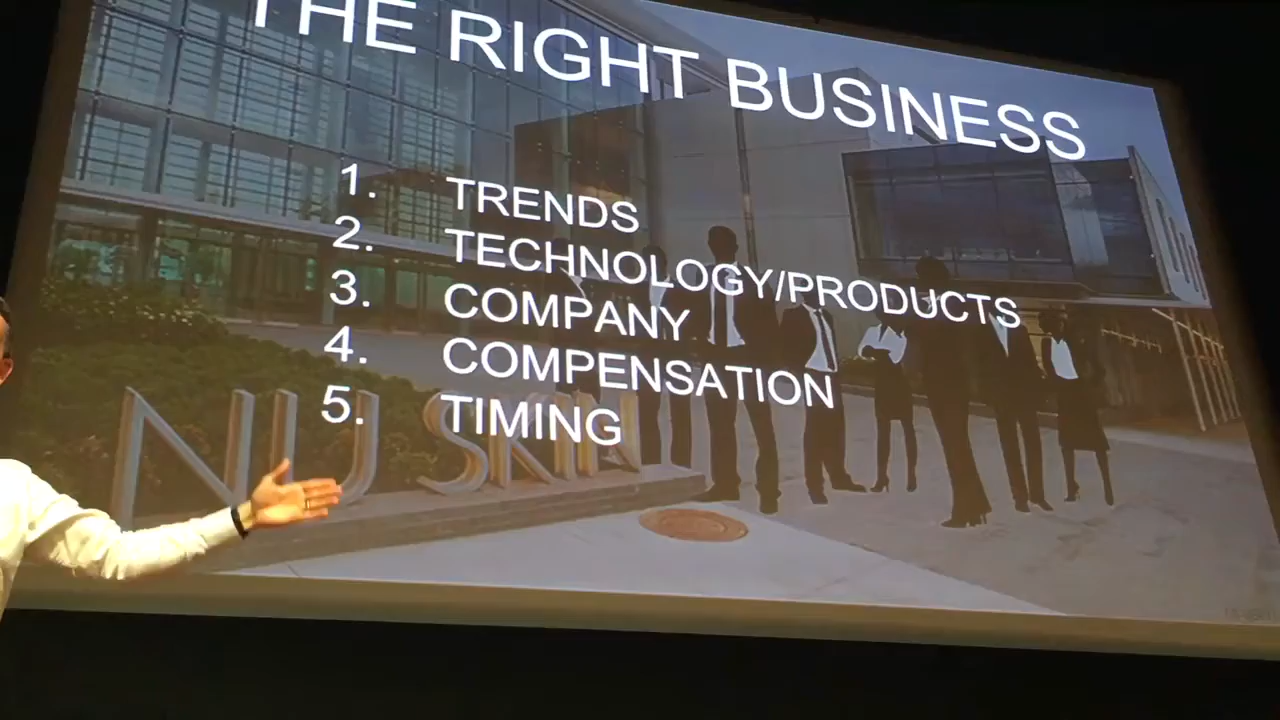 THE RIGHT BUSINESS
1. TRENDS
2. TECHNOLOGY/PRODUCTS
3. COMPANY
4. COMPENSATION
5. TIMING
NU SKIN